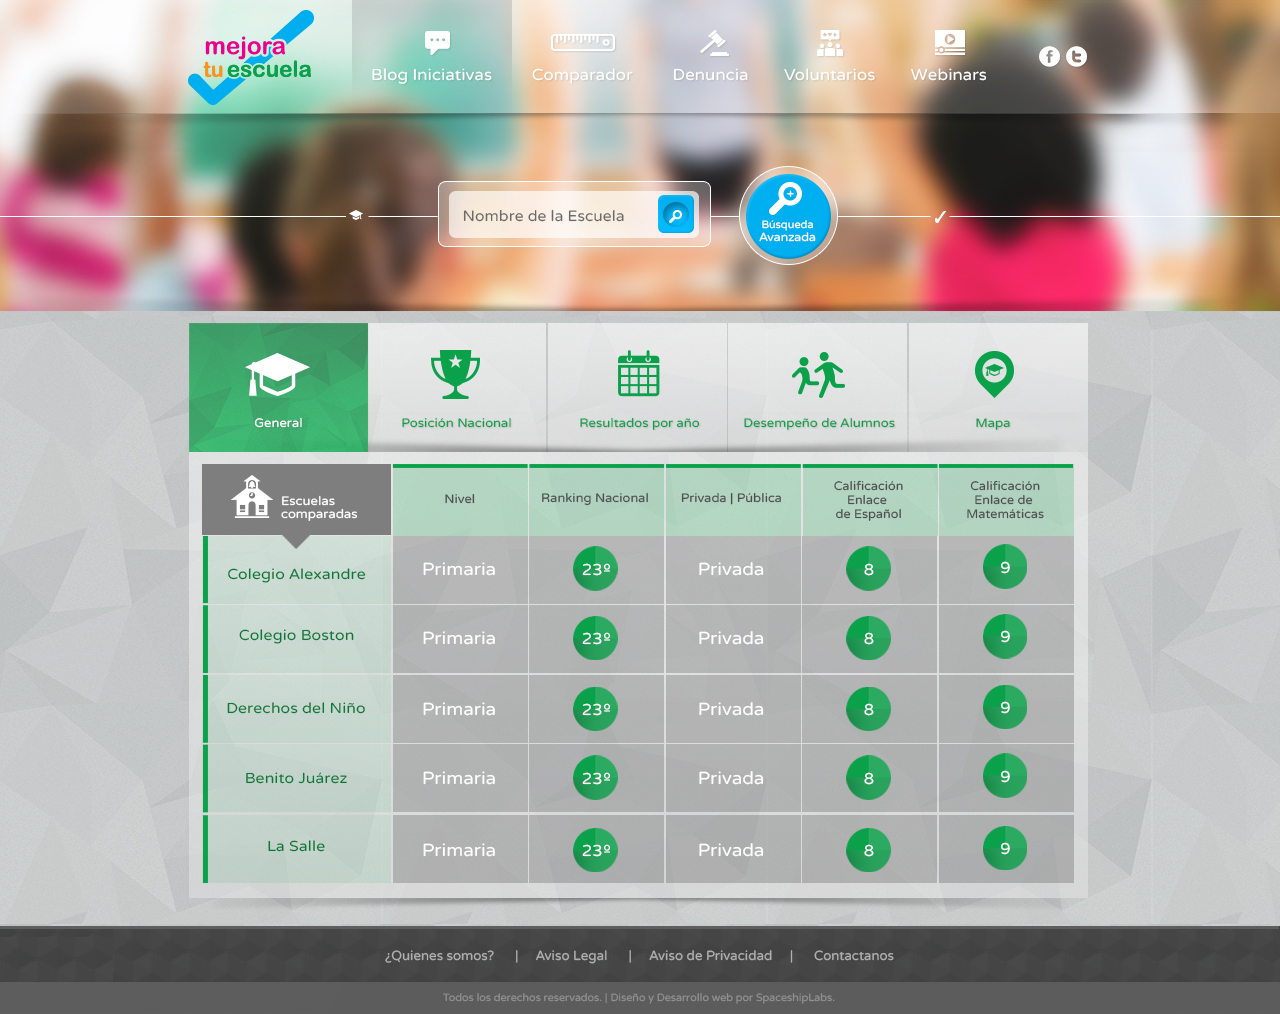 mejora
tu escuela
Blog Iniciativas
Comparador
Denuncia
Voluntarios
Webinars
Nombre de la Escuela
Búsqueda
Avanzada
General
Posición Nacional
Resultados por año
Desempeño de Alumnos
Mapa
Escuelas
comparadas
Nivel
Ranking Nacional
Privada | Pública
Calificación
Enlace
de Español
Calificación
Enlace de
Matemáticas
Colegio Alexandre
Primaria
23º
Privada
8
9
Colegio Boston
Primaria
23º
Privada
8
9
Derechos del Niño
Primaria
23º
Privada
8
9
Benito Juárez
Primaria
23º
Privada
8
9
La Salle
Primaria
23º
Privada
8
9
¿Quienes somos? | Aviso Legal | Aviso de Privacidad | Contactanos
Todos los derechos reservados. | Diseño y Desarrollo web por SpaceshipLabs.